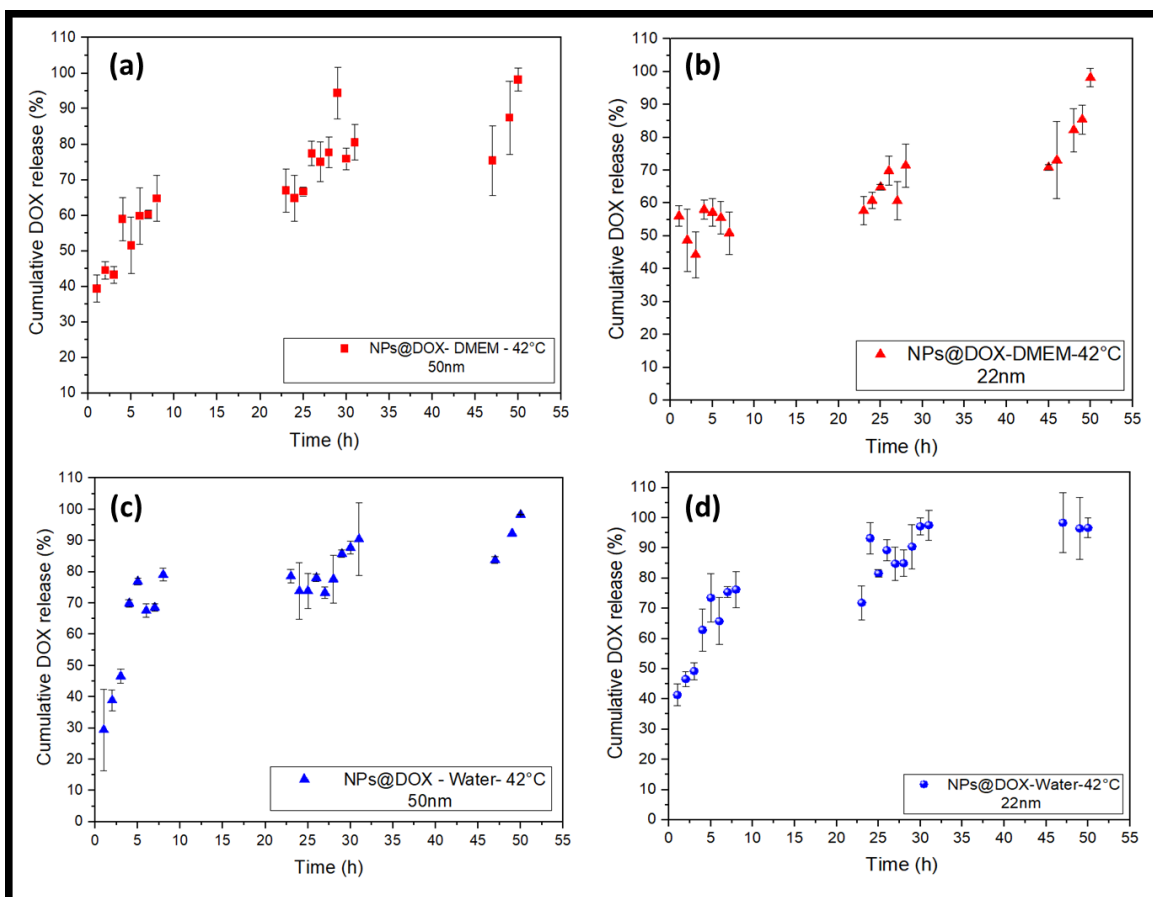 (a)
Cumulative DOX release (%)
110
100
90
80
70
60
50
40
30
20
10
0 5 10 15 20 25 30 35 40 45 50 55
Time (h)
NPs@DOX- DMEM - 42°C
50nm
(b)
Cumulative DOX release (%)
110
100
90
80
70
60
50
40
30
20
10
0
0 5 10 15 20 25 30 35 40 45 50 55
Time (h)
NPs@DOX-DMEM-42°C
22nm
(c)
Cumulative DOX release (%)
110
100
90
80
70
60
50
40
30
20
10
0
0 5 10 15 20 25 30 35 40 45 50 55
Time (h)
NPs@DOX - Water- 42°C
50nm
(d)
Cumulative DOX release (%)
110
100
90
80
70
60
50
40
30
20
10
0
0 5 10 15 20 25 30 35 40 45 50 55
Time (h)
NPs@DOX-Water-42°C
22nm